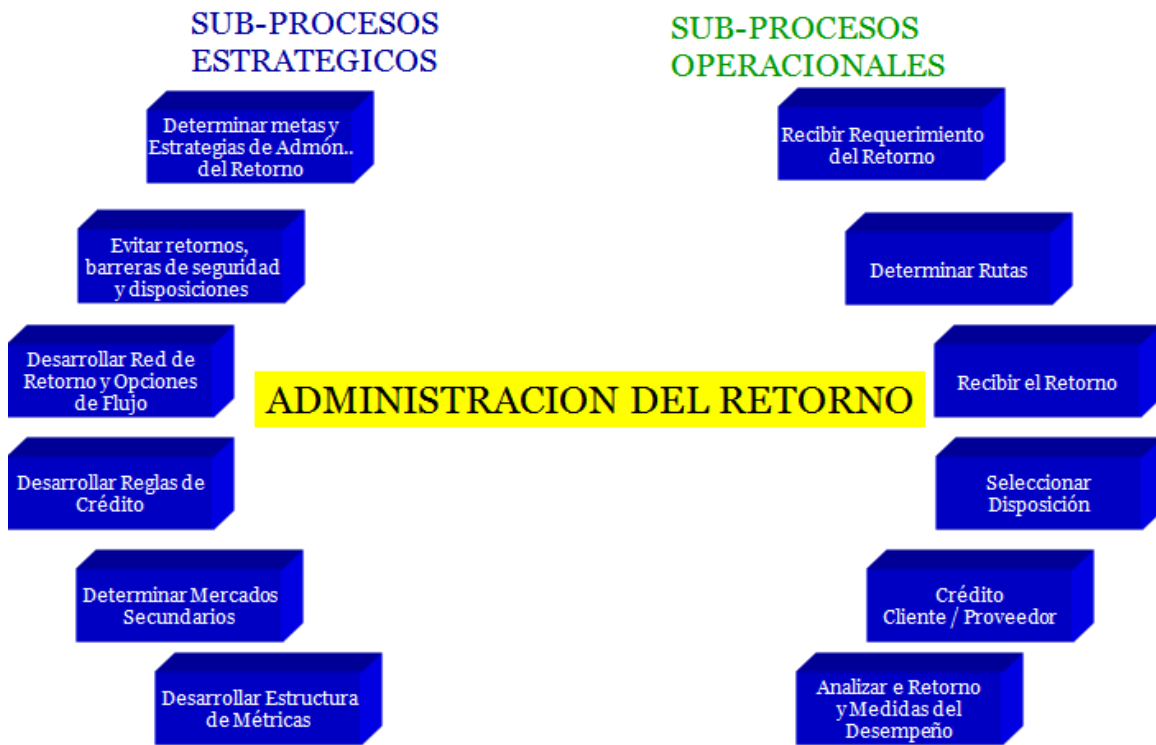 SUB-PROCESOS
ESTRATEGICOS
Determinar metas y
Estrategias de Admón..
del Retorno
Evitar retornos,
barreras de seguridad
y disposiciones
Desarrollar Red de
Retorno y Opciones
de Flujo
Desarrollar Reglas de
Crédito
Determinar Mercados
Secundarios
Desarrollar Estructura
de Métricas
ADMINISTRACION DEL RETORNO
SUB-PROCESOS
OPERACIONALES
Recibir Requerimiento
del Retorno
Determinar Rutas
Recibir el Retorno
Seleccionar
Disposición
Crédito
Cliente / Proveedor
Analizar e Retorno
y Medidas del
Desempeño